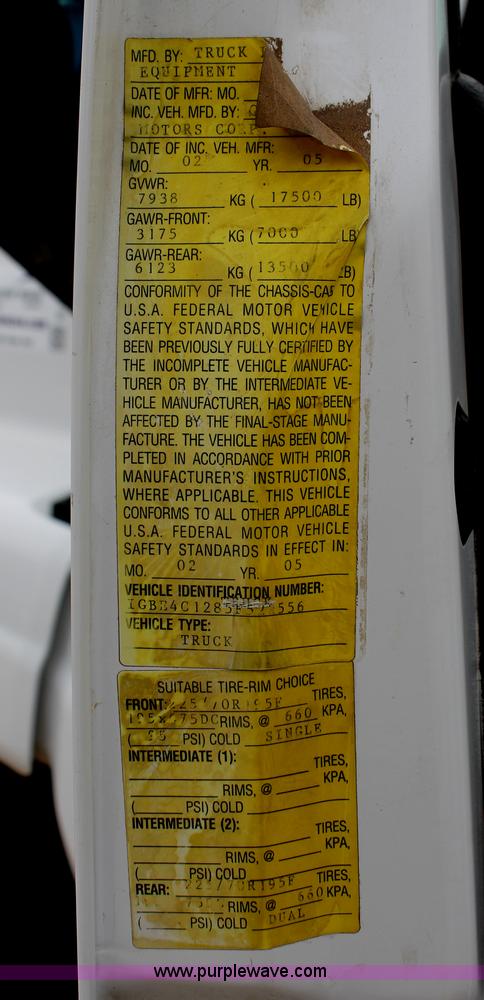 MFD. BY: TRUCK
EQUIPMENT
DATE OF MFR: MO.
INC. VEH. MFD. BY:
MOTORS CORP.
DATE OF INC. VEH. MFR:
MO. 02 YR. 05
GVWR:
7938 KG ( 17500 LB)
GAWR-FRONT:
3175 KG (7000 LB
GAWR-REAR:
6123 KG ( 13500 LB)
CONFORMITY OF THE CHASSIS-CAB TO
U.S.A. FEDERAL MOTOR VEHICLE
SAFETY STANDARDS, WHICH HAVE
BEEN PREVIOUSLY FULLY CERTIFIED BY
THE INCOMPLETE VEHICLE MANUFAC-
TURER OR BY THE INTERMEDIATE VE-
HICLE MANUFACTURER, HAS NOT BEEN
AFFECTED BY THE FINAL-STAGE MANU-
FACTURE. THE VEHICLE HAS BEEN COM-
PLETED IN ACCORDANCE WITH PRIOR
MANUFACTURER'S INSTRUCTIONS,
WHERE APPLICABLE. THIS VEHICLE
CONFORMS TO ALL OTHER APPLICABLE
U.S.A. FEDERAL MOTOR VEHICLE
SAFETY STANDARDS IN EFFECT IN:
MO. 02 YR. 05
VEHICLE IDENTIFICATION NUMBER:
VEHICLE TYPE:
TRUCK
SUITABLE TIRE-RIM CHOICE
FRONT: TIRES,
RIMS, @ 660 KPA,
( 95 PSI) COLD SINGLE
INTERMEDIATE (1):
TIRES,
RIMS, @ KPA,
( PSI) COLD
INTERMEDIATE (2):
TIRES,
RIMS, @ KPA,
( PSI) COLD
REAR: TIRES,
RIMS, @ 660 KPA,
( PSI) COLD DUAL
www.purplewave.com